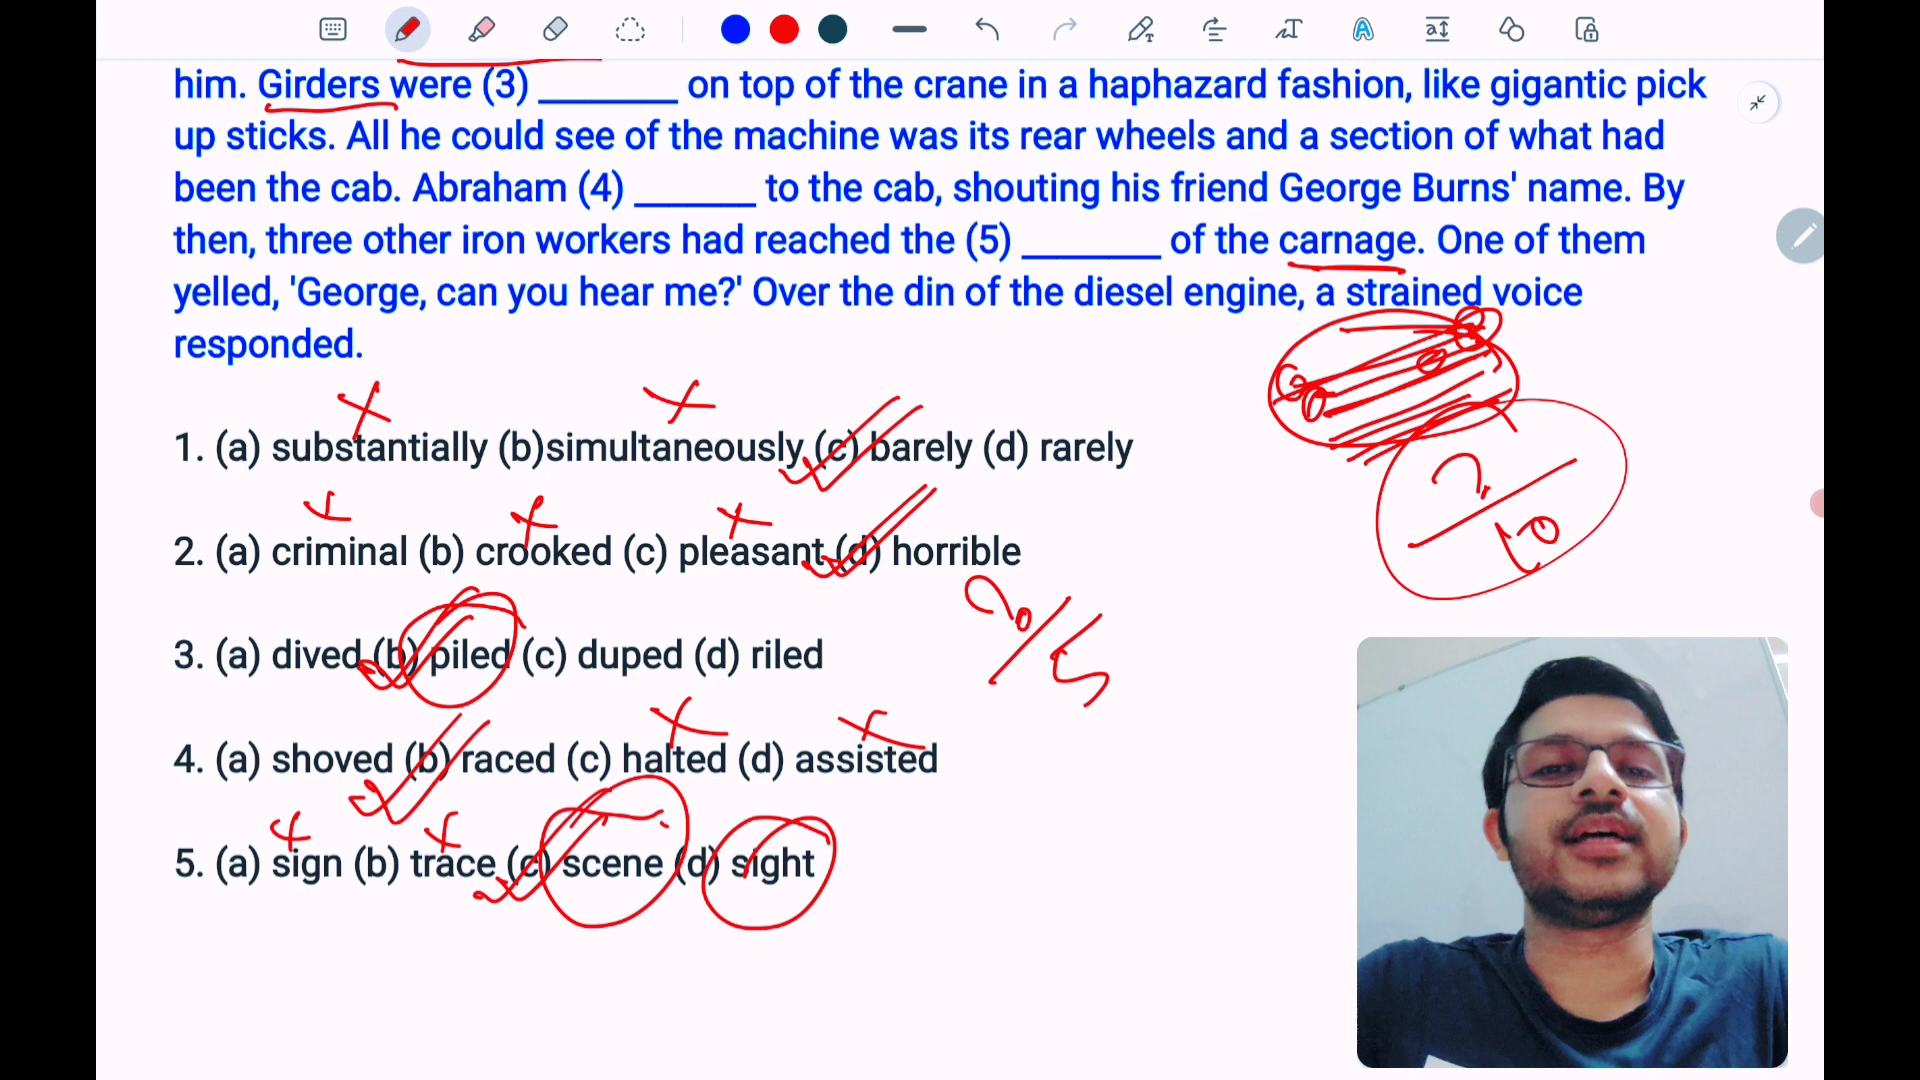 him. Girders were (3) _______ on top of the crane in a haphazard fashion, like gigantic pick
up sticks. All he could see of the machine was its rear wheels and a section of what had
been the cab. Abraham (4) ______ to the cab, shouting his friend George Burns' name. By
then, three other iron workers had reached the (5) _______ of the carnage. One of them
yelled, 'George, can you hear me?' Over the din of the diesel engine, a strained voice
responded.
1. (a) substantially (b)simultaneously (c) barely (d) rarely
2. (a) criminal (b) crooked (c) pleasant (d) horrible
3. (a) dived (b) piled (c) duped (d) riled
4. (a) shoved (b) raced (c) halted (d) assisted
5. (a) sign (b) trace (c) scene (d) sight
?/10
?/5